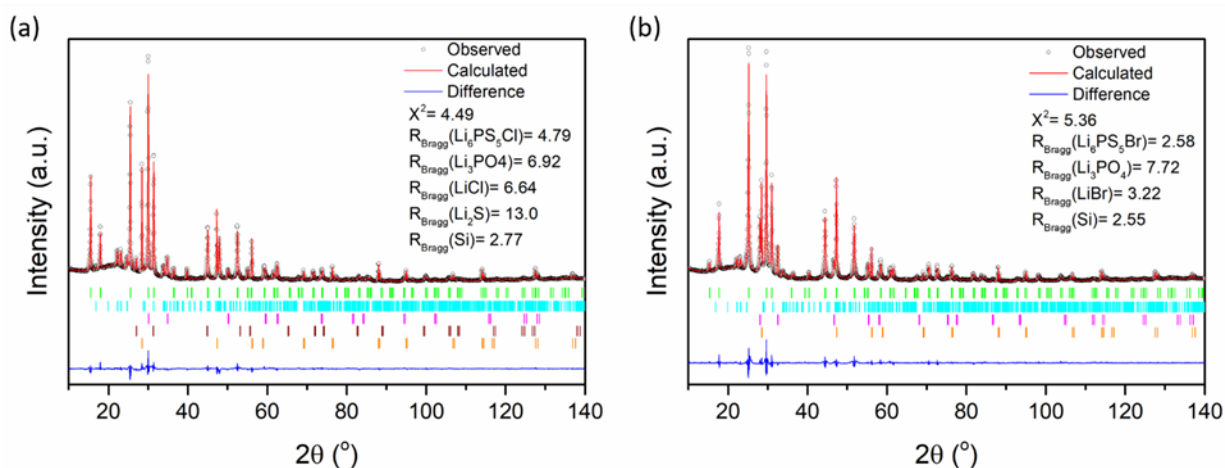 (a)
Observed
Calculated
Difference
X²= 4.49
R_Bragg(Li₆PS₅Cl)= 4.79
R_Bragg(Li₃PO4)= 6.92
R_Bragg(LiCl)= 6.64
R_Bragg(Li₂S)= 13.0
R_Bragg(Si)= 2.77
Intensity (a.u.)
20 40 60 80 100 120 140
2θ (°)
(b)
Observed
Calculated
Difference
X²= 5.36
R_Bragg(Li₆PS₅Br)= 2.58
R_Bragg(Li₃PO₄)= 7.72
R_Bragg(LiBr)= 3.22
R_Bragg(Si)= 2.55
Intensity (a.u.)
20 40 60 80 100 120 140
2θ (°)